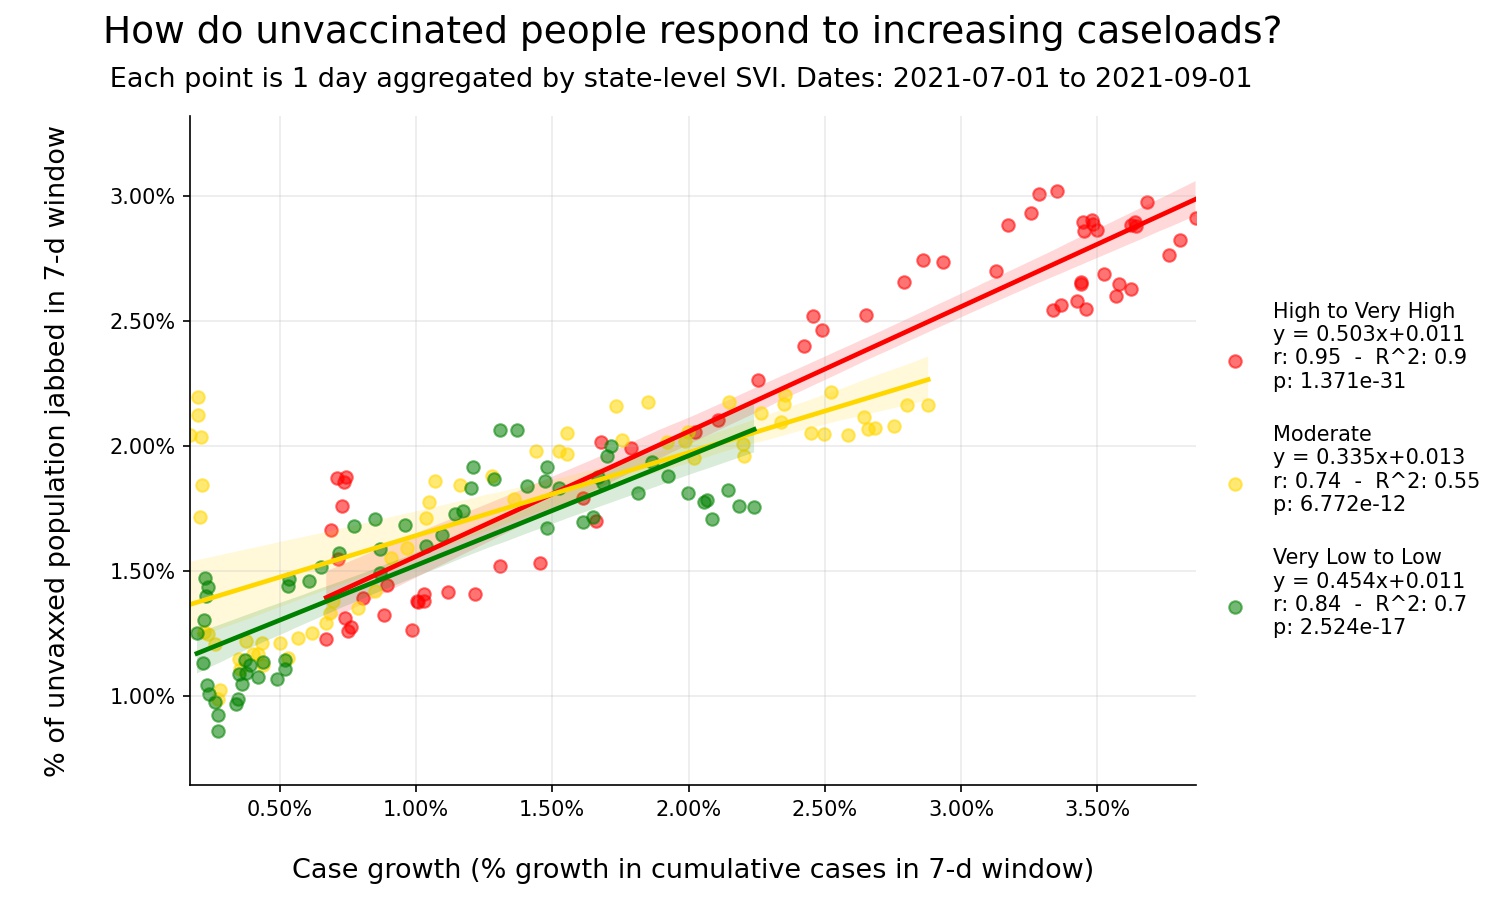 How do unvaccinated people respond to increasing caseloads?
Each point is 1 day aggregated by state-level SVI. Dates: 2021-07-01 to 2021-09-01
% of unvaxxed population jabbed in 7-d window
3.00%
2.50%
2.00%
1.50%
1.00%
0.50%
1.00%
1.50%
2.00%
2.50%
3.00%
3.50%
Case growth (% growth in cumulative cases in 7-d window)
High to Very High
y = 0.503x+0.011
r: 0.95 - R^2: 0.9
p: 1.371e-31
Moderate
y = 0.335x+0.013
r: 0.74 - R^2: 0.55
p: 6.772e-12
Very Low to Low
y = 0.454x+0.011
r: 0.84 - R^2: 0.7
p: 2.524e-17